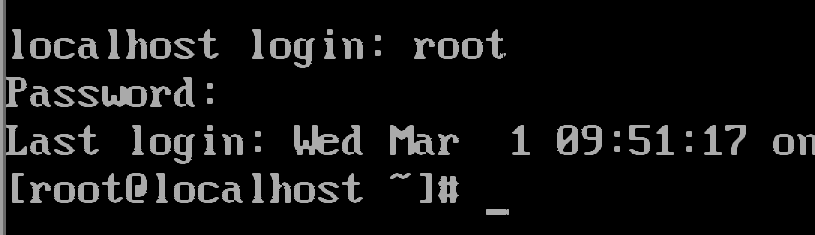 localhost login: root
Password:
Last login: Wed Mar  1 09:51:17 on
[root@localhost ~]# _